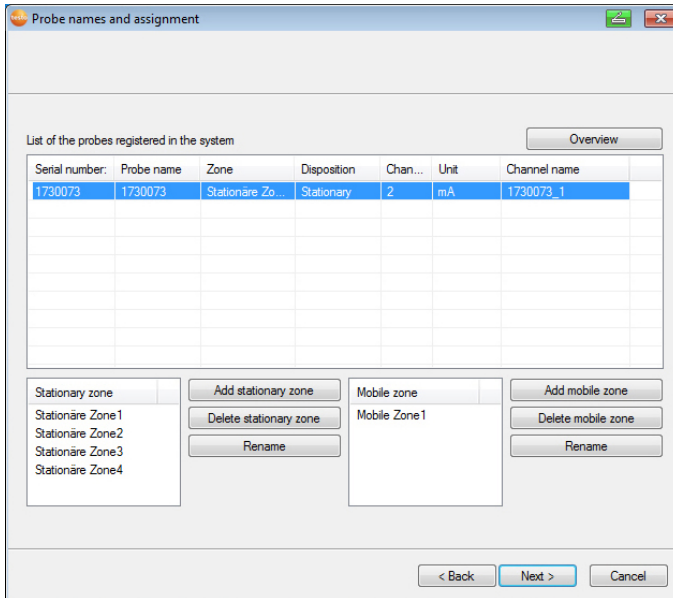 Probe names and assignment
List of the probes registered in the system
Overview
Serial number: Probe name Zone Disposition Chan... Unit Channel name
1730073 1730073 Stationäre Zo... Stationary 2 mA 1730073_1
Stationary zone
Stationäre Zone1
Stationäre Zone2
Stationäre Zone3
Stationäre Zone4
Add stationary zone
Delete stationary zone
Rename
Mobile zone
Mobile Zone1
Add mobile zone
Delete mobile zone
Rename
< Back Next > Cancel